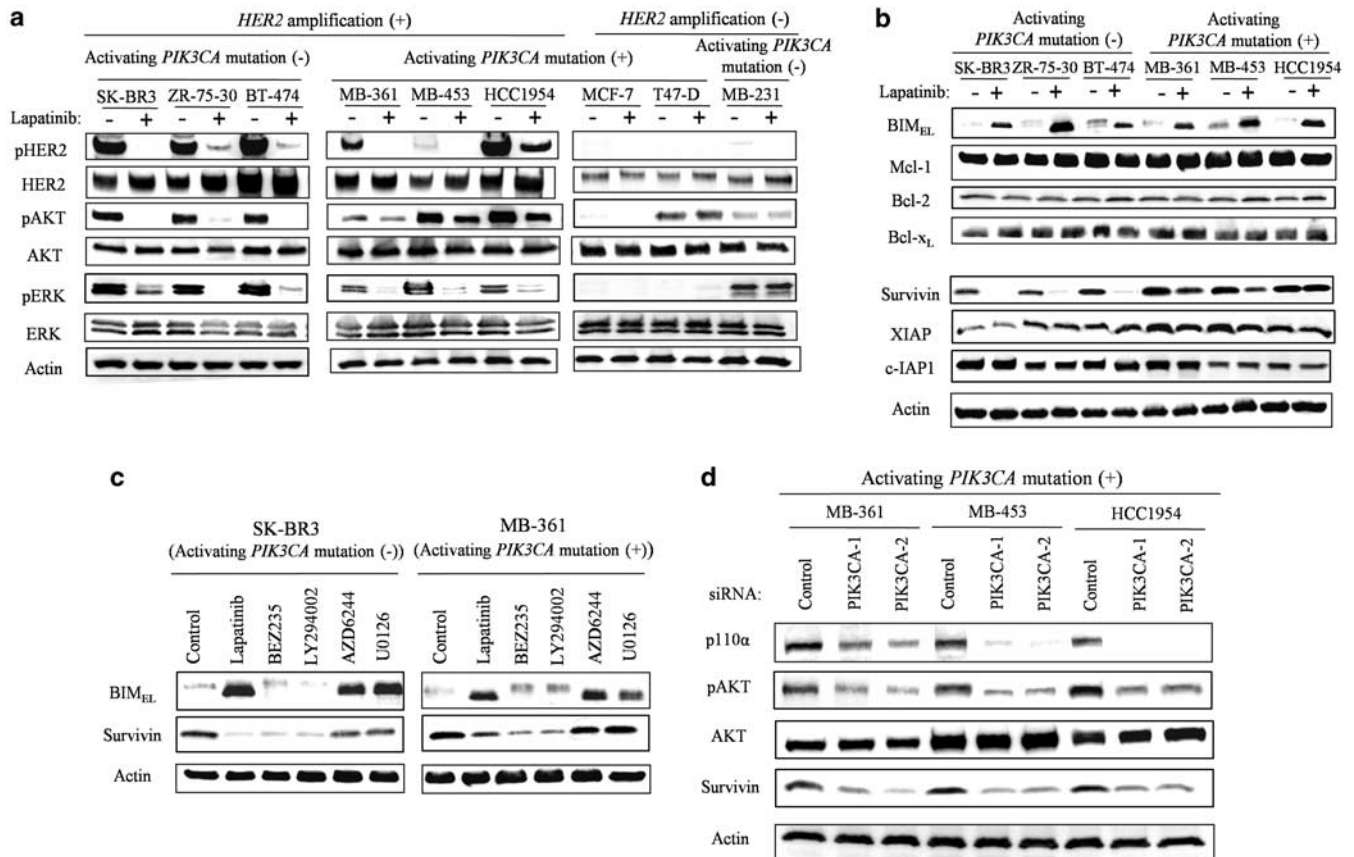 a
HER2 amplification (+)
HER2 amplification (-)
Activating PIK3CA mutation (-)
Activating PIK3CA mutation (+)
Activating PIK3CA
mutation (-)
SK-BR3 ZR-75-30 BT-474 MB-361 MB-453 HCC1954 MCF-7 T47-D MB-231
Lapatinib: - + - + - + - + - + - + - + - + - +
pHER2
HER2
pAKT
AKT
pERK
ERK
Actin
b
Activating
PIK3CA mutation (-)
Activating
PIK3CA mutation (+)
SK-BR3 ZR-75-30 BT-474 MB-361 MB-453 HCC1954
Lapatinib: - + - + - + - + - + - +
BIMEL
Mcl-1
Bcl-2
Bcl-xL
Survivin
XIAP
c-IAP1
Actin
c
SK-BR3
(Activating PIK3CA mutation (-))
MB-361
(Activating PIK3CA mutation (+))
Control Lapatinib BEZ235 LY294002 AZD6244 U0126 Control Lapatinib BEZ235 LY294002 AZD6244 U0126
BIMEL
Survivin
Actin
d
Activating PIK3CA mutation (+)
MB-361 MB-453 HCC1954
siRNA: Control PIK3CA-1 PIK3CA-2 Control PIK3CA-1 PIK3CA-2 Control PIK3CA-1 PIK3CA-2
p110α
pAKT
AKT
Survivin
Actin